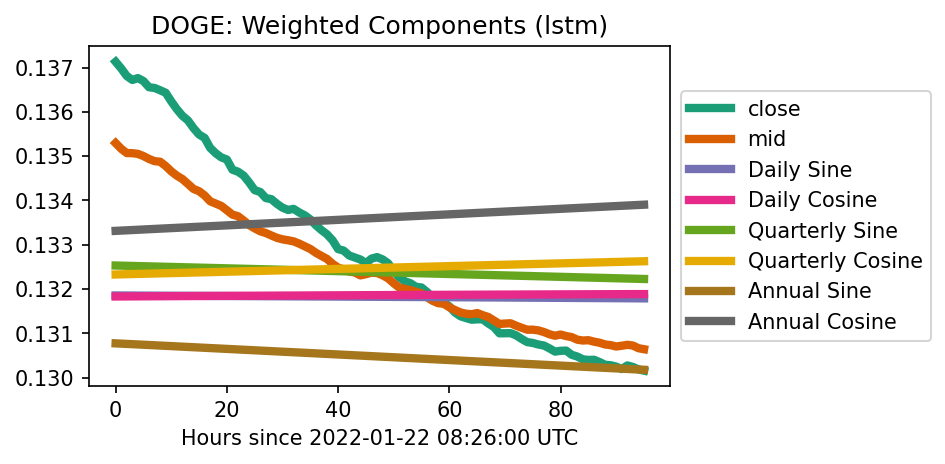 DOGE: Weighted Components (lstm)
0.137
0.136
0.135
0.134
0.133
0.132
0.131
0.130
0 20 40 60 80
Hours since 2022-01-22 08:26:00 UTC
close
mid
Daily Sine
Daily Cosine
Quarterly Sine
Quarterly Cosine
Annual Sine
Annual Cosine